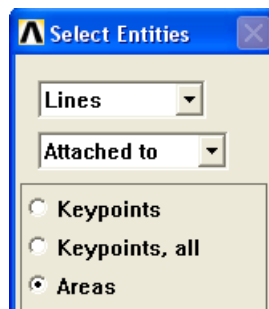 Select Entities
Lines
Attached to
Keypoints
Keypoints, all
Areas